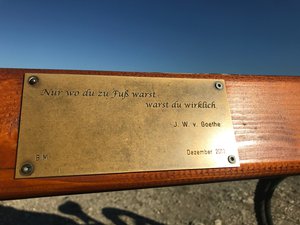 Nur wo du zu Fuß warst
warst du wirklich
J. W. v. Goethe
B M
Dezember